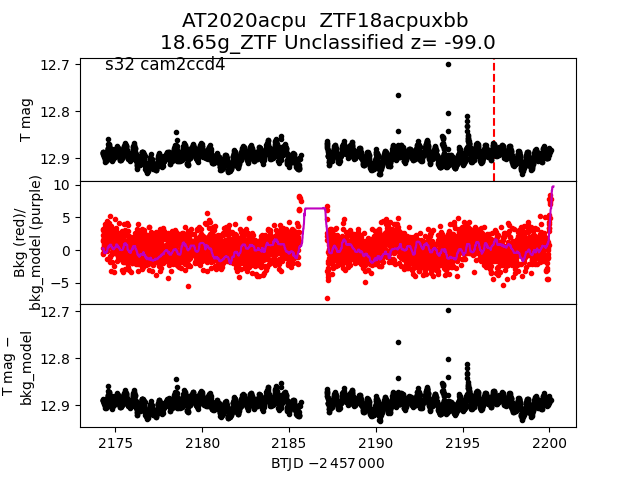 AT2020acpu  ZTF18acpuxbb
18.65g_ZTF Unclassified z= -99.0
s32 cam2ccd4
12.7
12.8
12.9
T mag
10
5
0
−5
Bkg (red)/
bkg_model (purple)
12.7
12.8
12.9
T mag −
bkg_model
2175 2180 2185 2190 2195 2200
BTJD −2 457 000